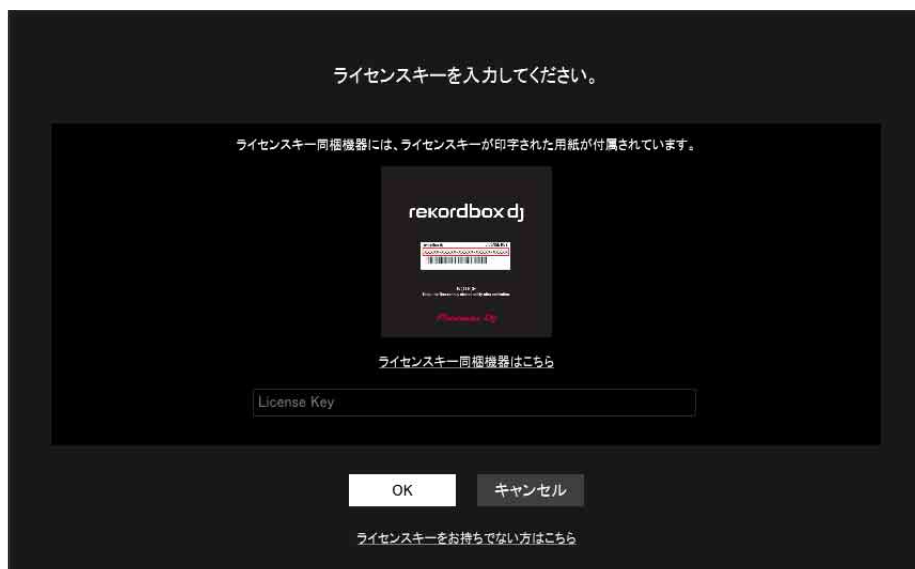 ライセンスキーを入力してください。
ライセンスキー同梱機器には、ライセンスキーが印字された用紙が付属されています。
rekordbox dj
Pioneer Dj
ライセンスキー同梱機器はこちら
License Key
OK
キャンセル
ライセンスキーをお持ちでない方はこちら